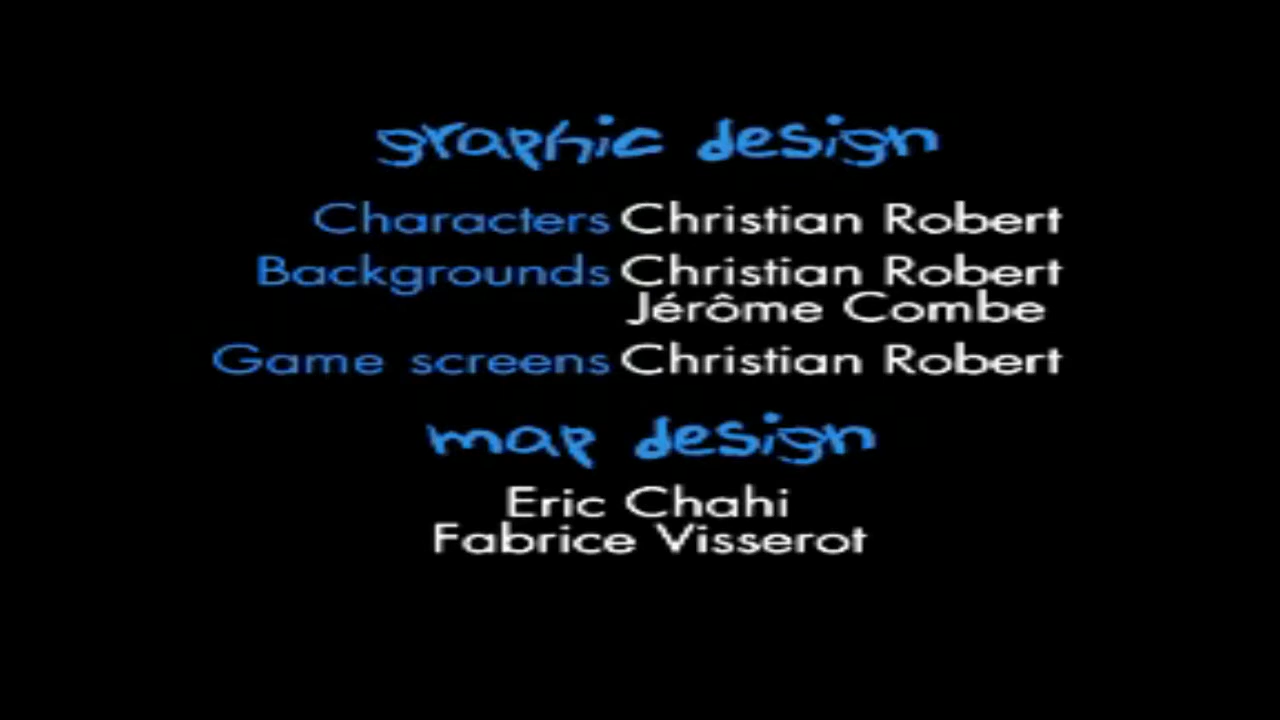 graphic design
Characters Christian Robert
Backgrounds Christian Robert
Jérôme Combe
Game screens Christian Robert
map design
Eric Chahi
Fabrice Visserot